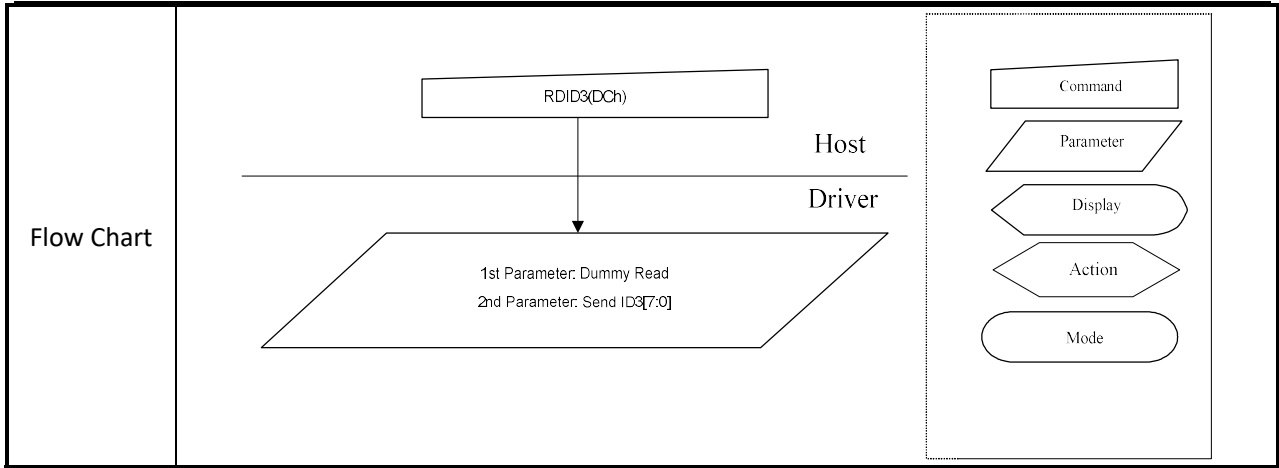 Flow Chart
RDID3(DCh)
Host
Driver
1st Parameter: Dummy Read
2nd Parameter: Send ID3[7:0]
Command
Parameter
Display
Action
Mode